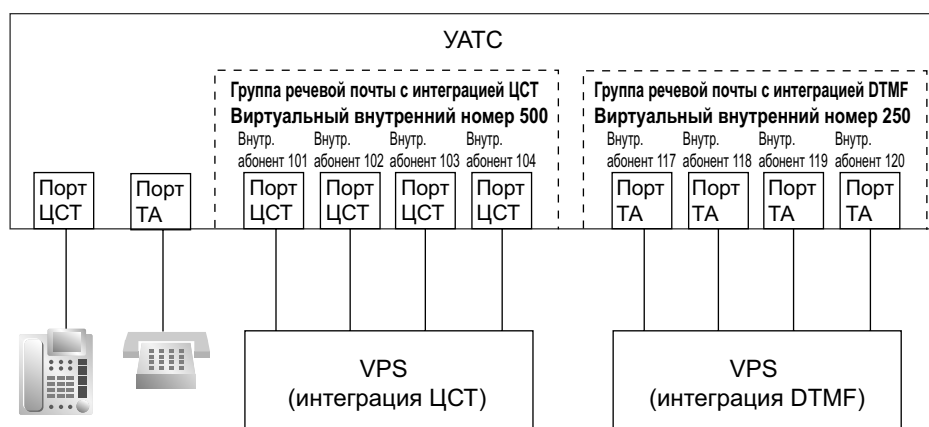 УАТС
Группа речевой почты с интеграцией ЦСТ
Виртуальный внутренний номер 500
Внутр. абонент 101
Внутр. абонент 102
Внутр. абонент 103
Внутр. абонент 104
Группа речевой почты с интеграцией DTMF
Виртуальный внутренний номер 250
Внутр. абонент 117
Внутр. абонент 118
Внутр. абонент 119
Внутр. абонент 120
Порт ЦСТ
Порт ТА
Порт ЦСТ
Порт ЦСТ
Порт ЦСТ
Порт ЦСТ
Порт ТА
Порт ТА
Порт ТА
Порт ТА
VPS
(интеграция ЦСТ)
VPS
(интеграция DTMF)